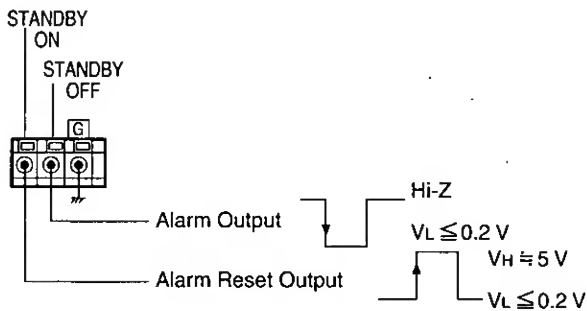 STANDBY
ON
STANDBY
OFF
G
Alarm Output
Hi-Z
VL ≦ 0.2 V
VH ≒ 5 V
Alarm Reset Output
VL ≦ 0.2 V